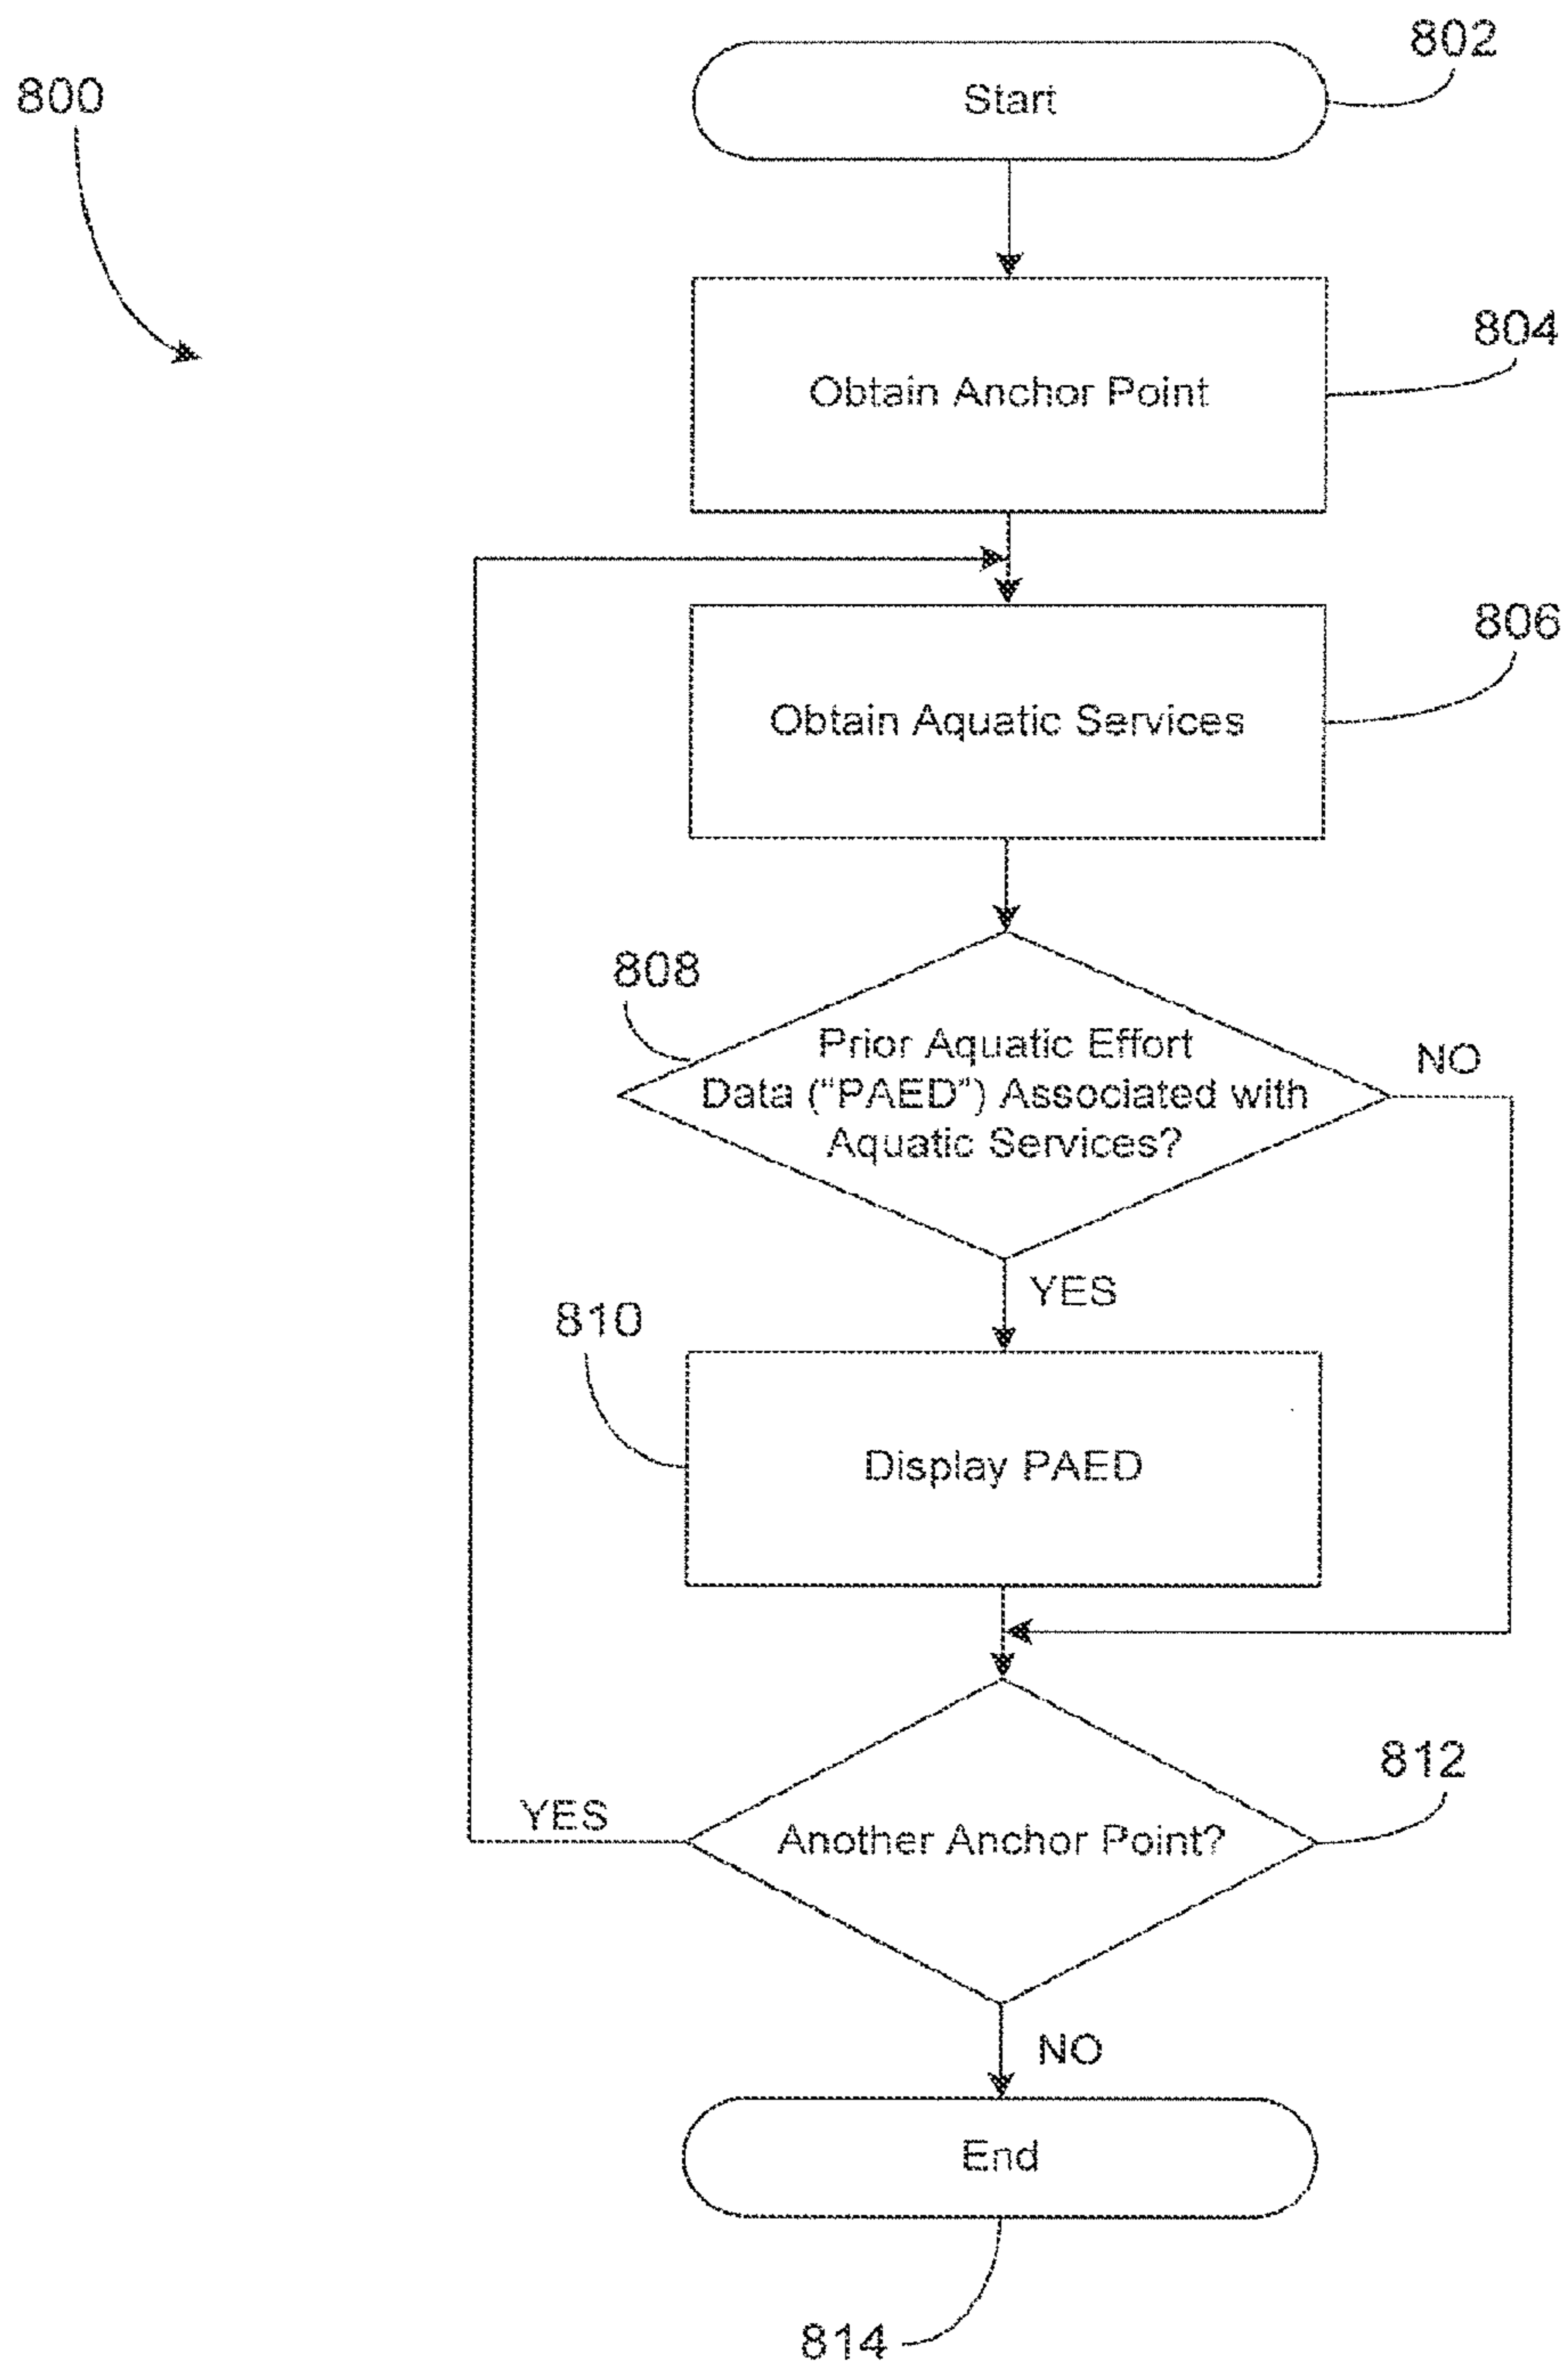 802
800
Start
804
Obtain Anchor Point
806
Obtain Aquatic Services
808
Prior Aquatic Effort
Data (“PAED”) Associated with
Aquatic Services?
NO
YES
810
Display PAED
812
YES
Another Anchor Point?
NO
End
814